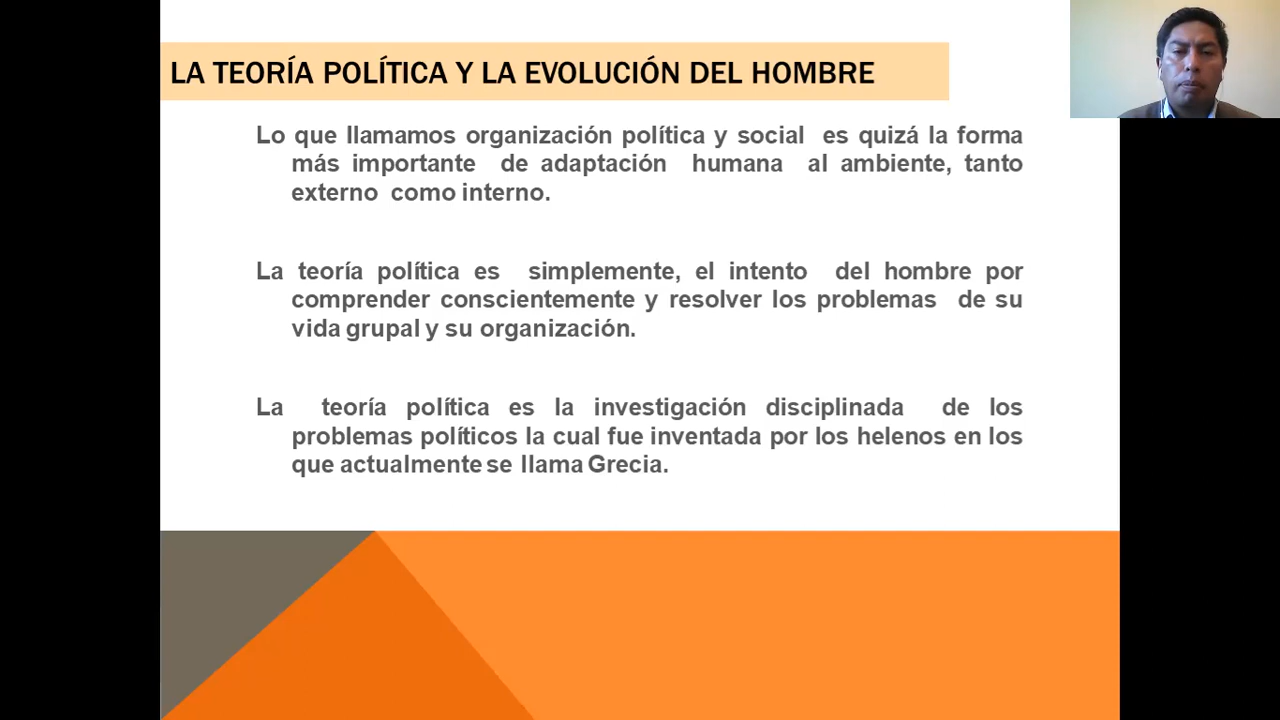 LA TEORÍA POLÍTICA Y LA EVOLUCIÓN DEL HOMBRE
Lo que llamamos organización política y social es quizá la forma
más importante de adaptación humana al ambiente, tanto
externo como interno.
La teoría política es simplemente, el intento del hombre por
comprender conscientemente y resolver los problemas de su
vida grupal y su organización.
La teoría política es la investigación disciplinada de los
problemas políticos la cual fue inventada por los helenos en los
que actualmente se llama Grecia.